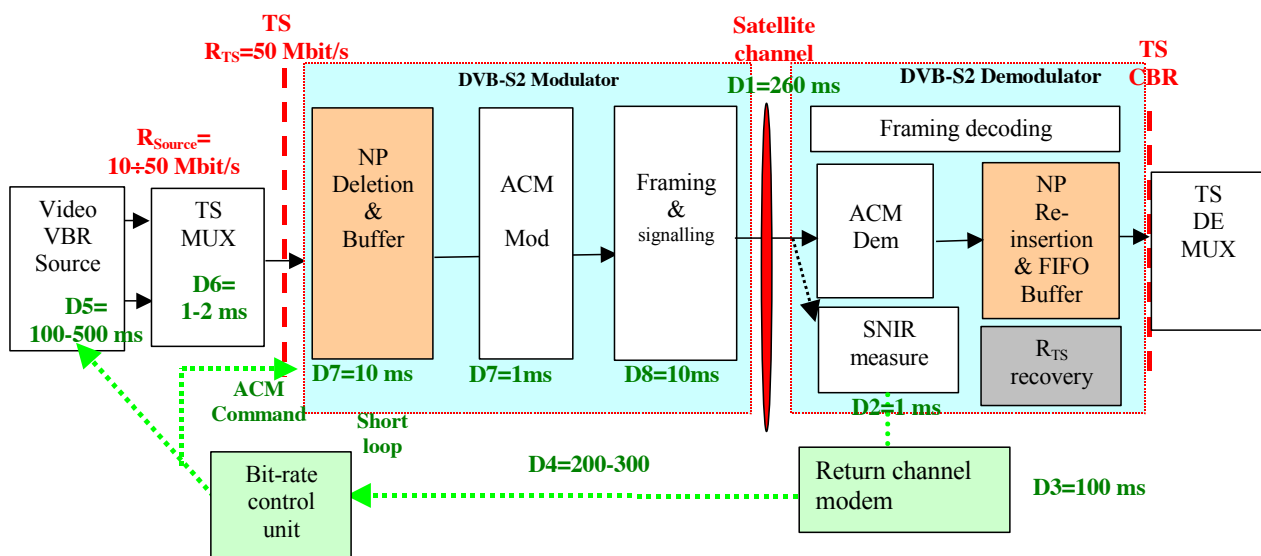 TS
R_TS=50 Mbit/s
Satellite
channel
TS
CBR
DVB-S2 Modulator
DVB-S2 Demodulator
D1=260 ms
R_Source=
10÷50 Mbit/s
Video
VBR
Source
D5=
100-500 ms
TS
MUX
D6=
1-2 ms
NP
Deletion
&
Buffer
D7=10 ms
ACM
Mod
D7=1ms
Framing
&
signalling
D8=10ms
Framing decoding
ACM
Dem
NP
Re-
insertion
& FIFO
Buffer
TS
DE
MUX
SNIR
measure
D2=1 ms
R_TS
recovery
ACM
Command
Short
loop
Bit-rate
control
unit
D4=200-300
Return channel
modem
D3=100 ms